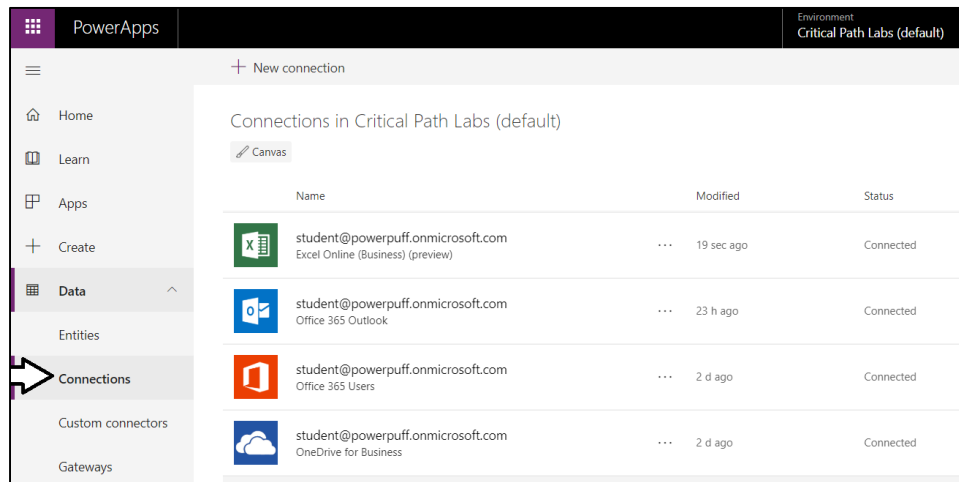 PowerApps
Environment
Critical Path Labs (default)
New connection
Home
Learn
Apps
Create
Data
Entities
Connections
Custom connectors
Gateways
Connections in Critical Path Labs (default)
Canvas
Name Modified Status
student@powerpuff.onmicrosoft.com ... 19 sec ago Connected
Excel Online (Business) (preview)
student@powerpuff.onmicrosoft.com ... 23 h ago Connected
Office 365 Outlook
student@powerpuff.onmicrosoft.com ... 2 d ago Connected
Office 365 Users
student@powerpuff.onmicrosoft.com ... 2 d ago Connected
OneDrive for Business